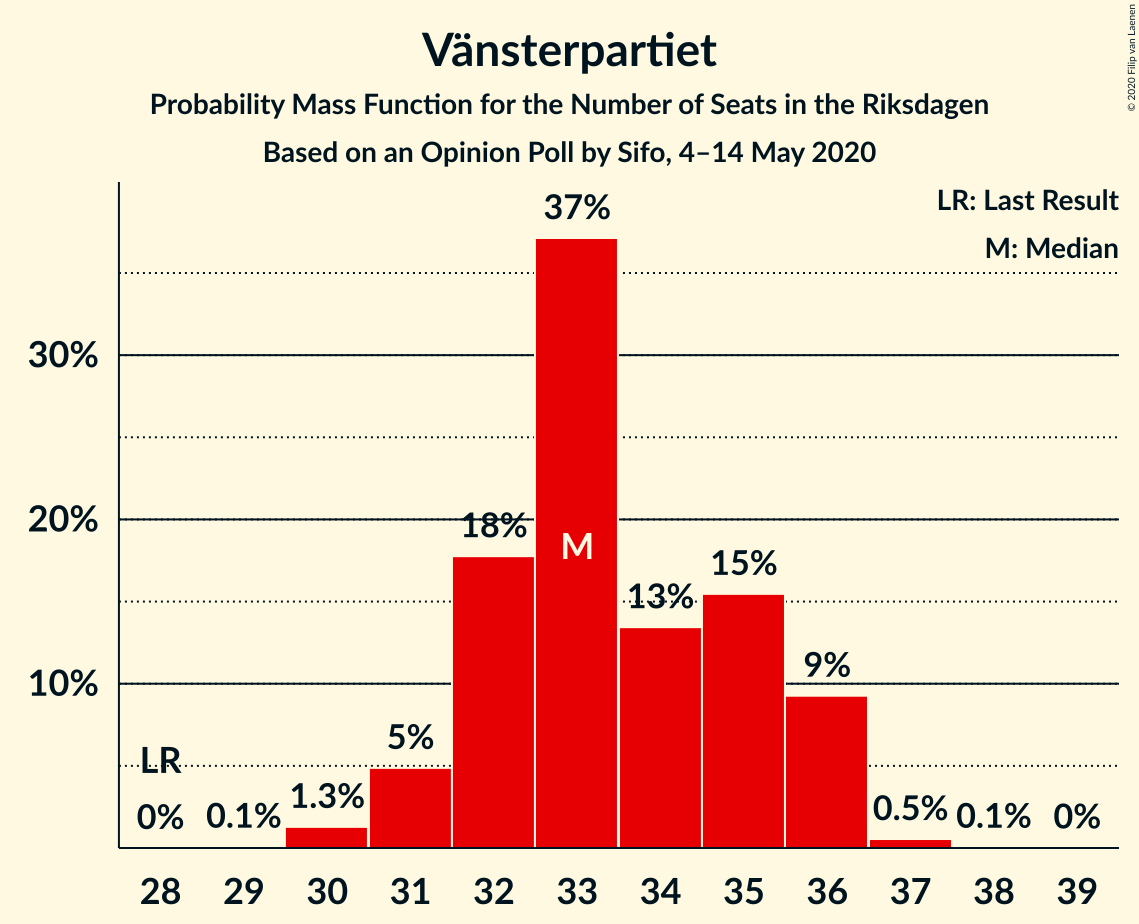 Vänsterpartiet
Probability Mass Function for the Number of Seats in the Riksdagen
Based on an Opinion Poll by Sifo, 4–14 May 2020
© 2020 Filip van Laenen
LR: Last Result
M: Median
37%
30%
20%
18%
M
15%
13%
10%
9%
5%
LR
1.3%
0%
0.1%
0.5%
0.1%
0%
28 29 30 31 32 33 34 35 36 37 38 39